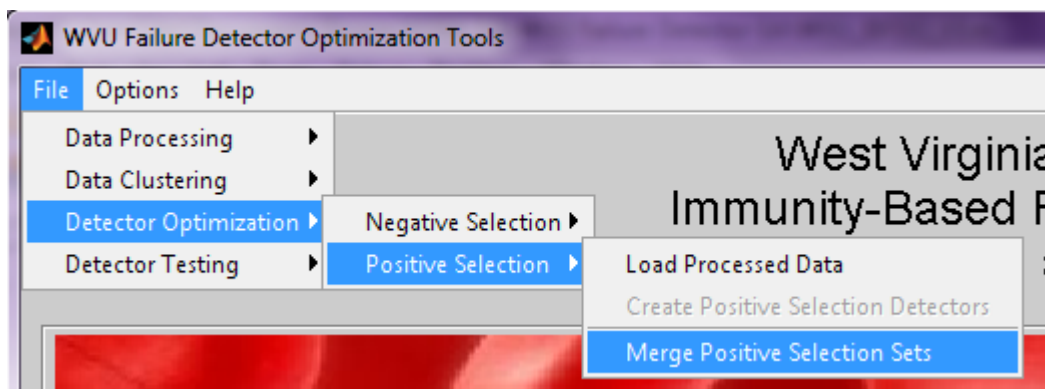 WVU Failure Detector Optimization Tools
File Options Help
Data Processing
Data Clustering
Detector Optimization
Detector Testing
Negative Selection
Positive Selection
Load Processed Data
Create Positive Selection Detectors
Merge Positive Selection Sets
West Virginia
Immunity-Based